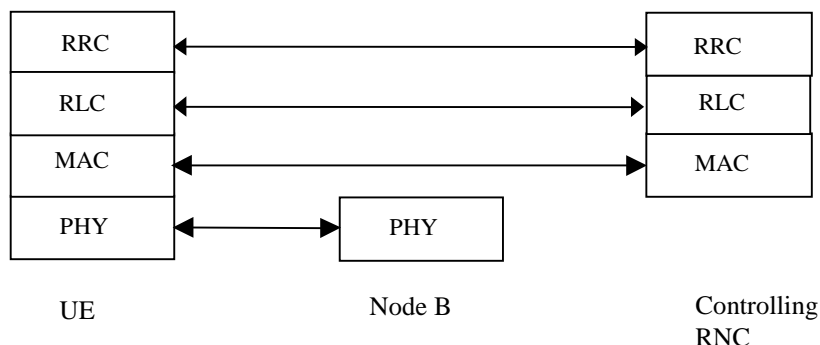 RRC
RRC
RLC
RLC
MAC
MAC
PHY
PHY
UE
Node B
Controlling
RNC